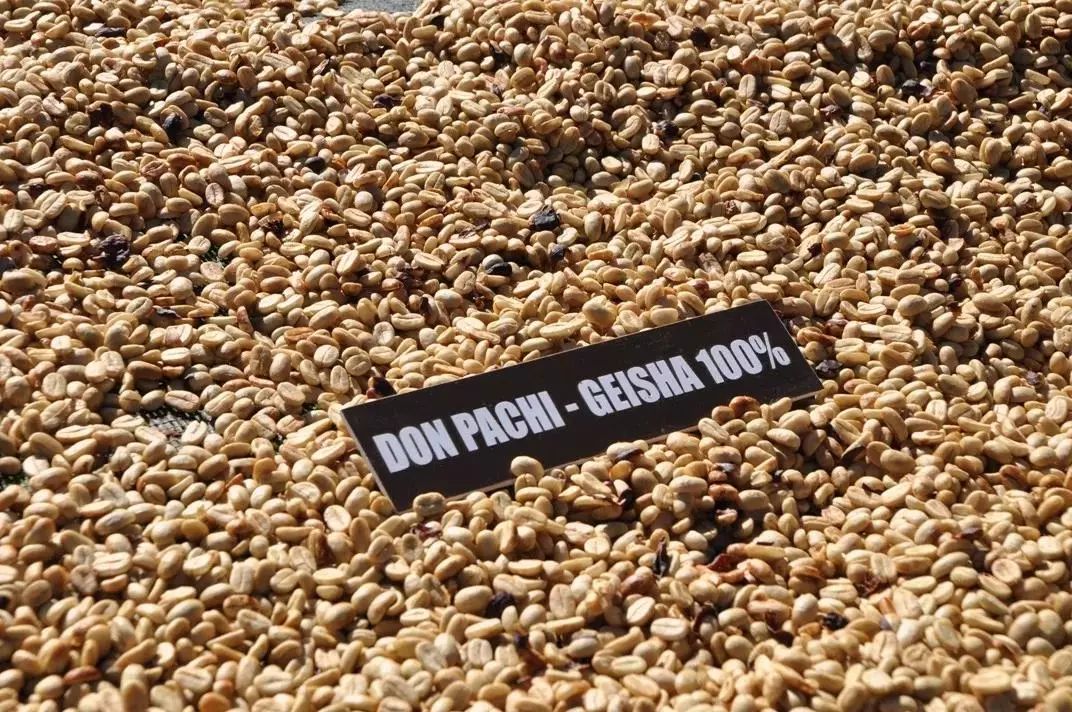 DON PACHI - GEISHA 100%